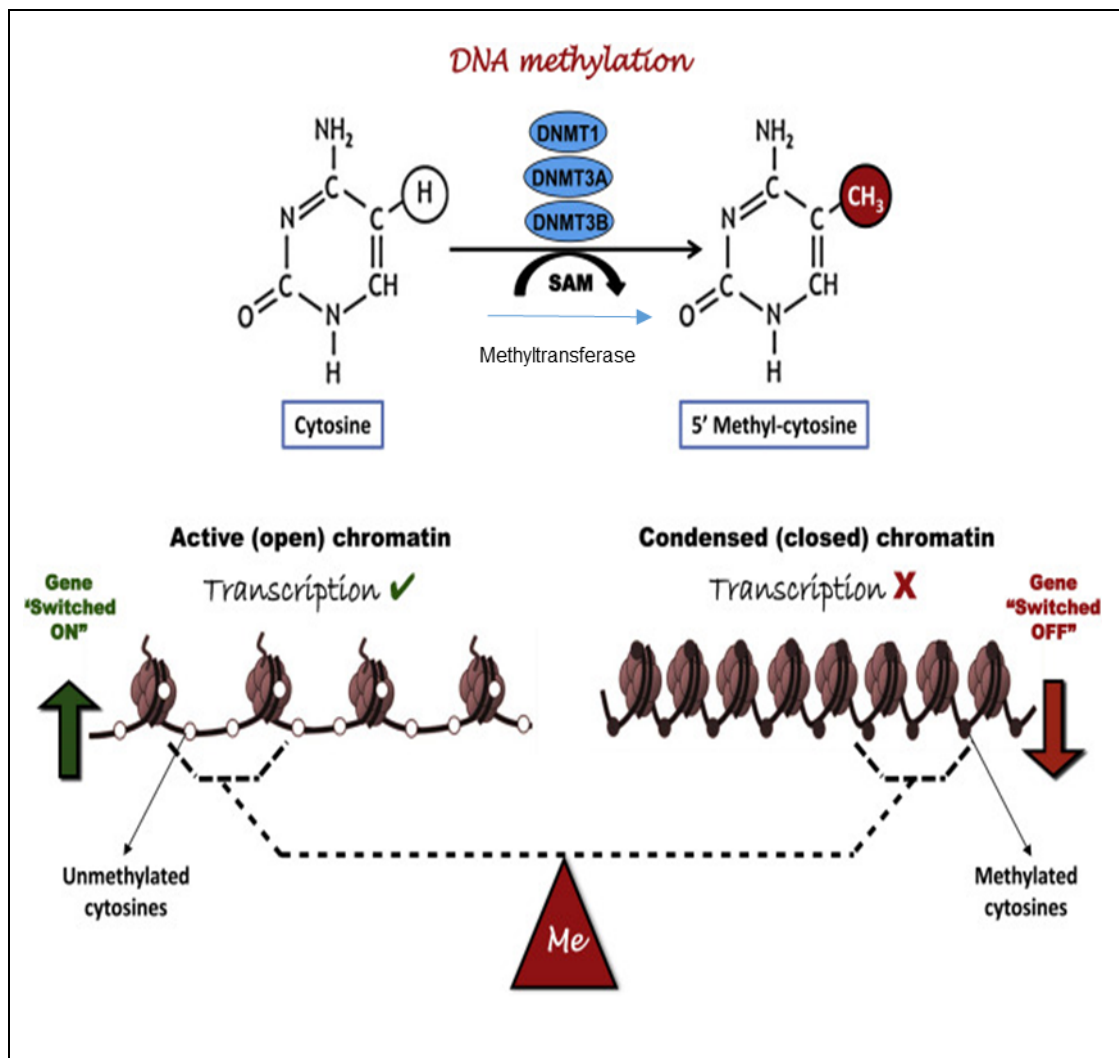 DNA methylation
NH2
H
C
N
C
C
CH
O
N
H
Cytosine
DNMT1
DNMT3A
DNMT3B
SAM
Methyltransferase
NH2
CH3
C
N
C
C
CH
O
N
H
5' Methyl-cytosine
Active (open) chromatin
Transcription ✓
Gene
'Switched
ON"
Condensed (closed) chromatin
Transcription X
Gene
"Switched
OFF"
Unmethylated
cytosines
Me
Methylated
cytosines